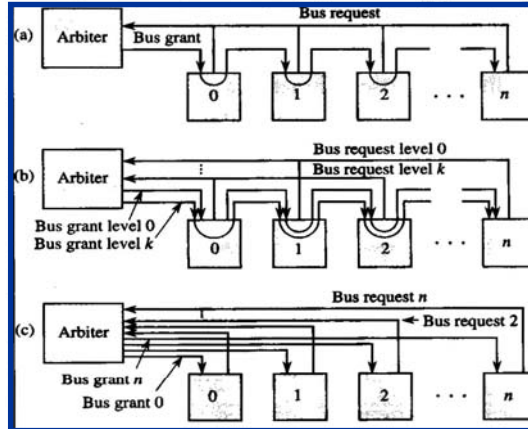 Bus request
(a)
Arbiter
Bus grant
0
1
2
. . .
n
Bus request level 0
Bus request level k
(b)
Arbiter
Bus grant level 0
Bus grant level k
0
1
2
. . .
n
Bus request n
(c)
Arbiter
Bus request 2
Bus grant n
Bus grant 0
0
1
2
. . .
n